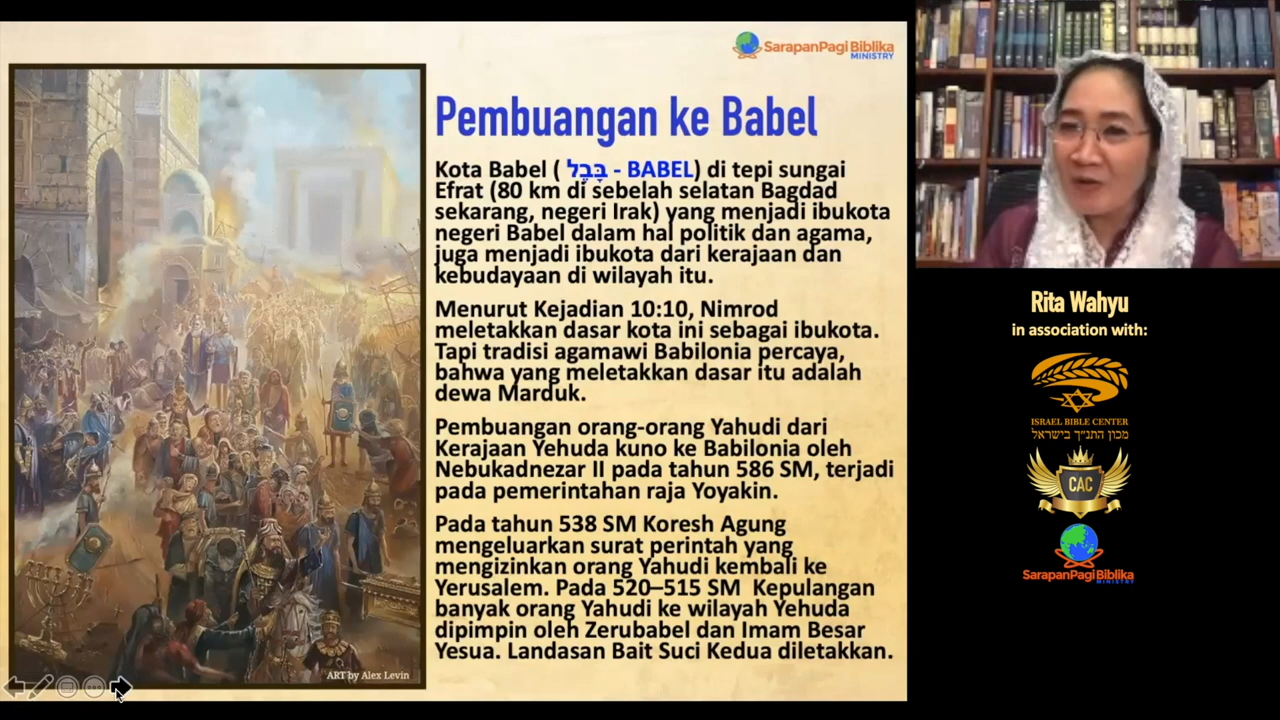 SarapanPagi Biblika
MINISTRY
Pembuangan ke Babel
Kota Babel ( בָּבֶל - BABEL) di tepi sungai
Efrat (80 km di sebelah selatan Bagdad
sekarang, negeri Irak) yang menjadi ibukota
negeri Babel dalam hal politik dan agama,
juga menjadi ibukota dari kerajaan dan
kebudayaan di wilayah itu.
Menurut Kejadian 10:10, Nimrod
meletakkan dasar kota ini sebagai ibukota.
Tapi tradisi agamawi Babilonia percaya,
bahwa yang meletakkan dasar itu adalah
dewa Marduk.
Pembuangan orang-orang Yahudi dari
Kerajaan Yehuda kuno ke Babilonia oleh
Nebukadnezar II pada tahun 586 SM, terjadi
pada pemerintahan raja Yoyakin.
Pada tahun 538 SM Koresh Agung
mengeluarkan surat perintah yang
mengizinkan orang Yahudi kembali ke
Yerusalem. Pada 520–515 SM  Kepulangan
banyak orang Yahudi ke wilayah Yehuda
dipimpin oleh Zerubabel dan Imam Besar
Yesua. Landasan Bait Suci Kedua diletakkan.
ART by Alex Levin
Rita Wahyu
in association with:
ISRAEL BIBLE CENTER
מכון התנ״ך בישראל
CAC
SarapanPagi Biblika
MINISTRY